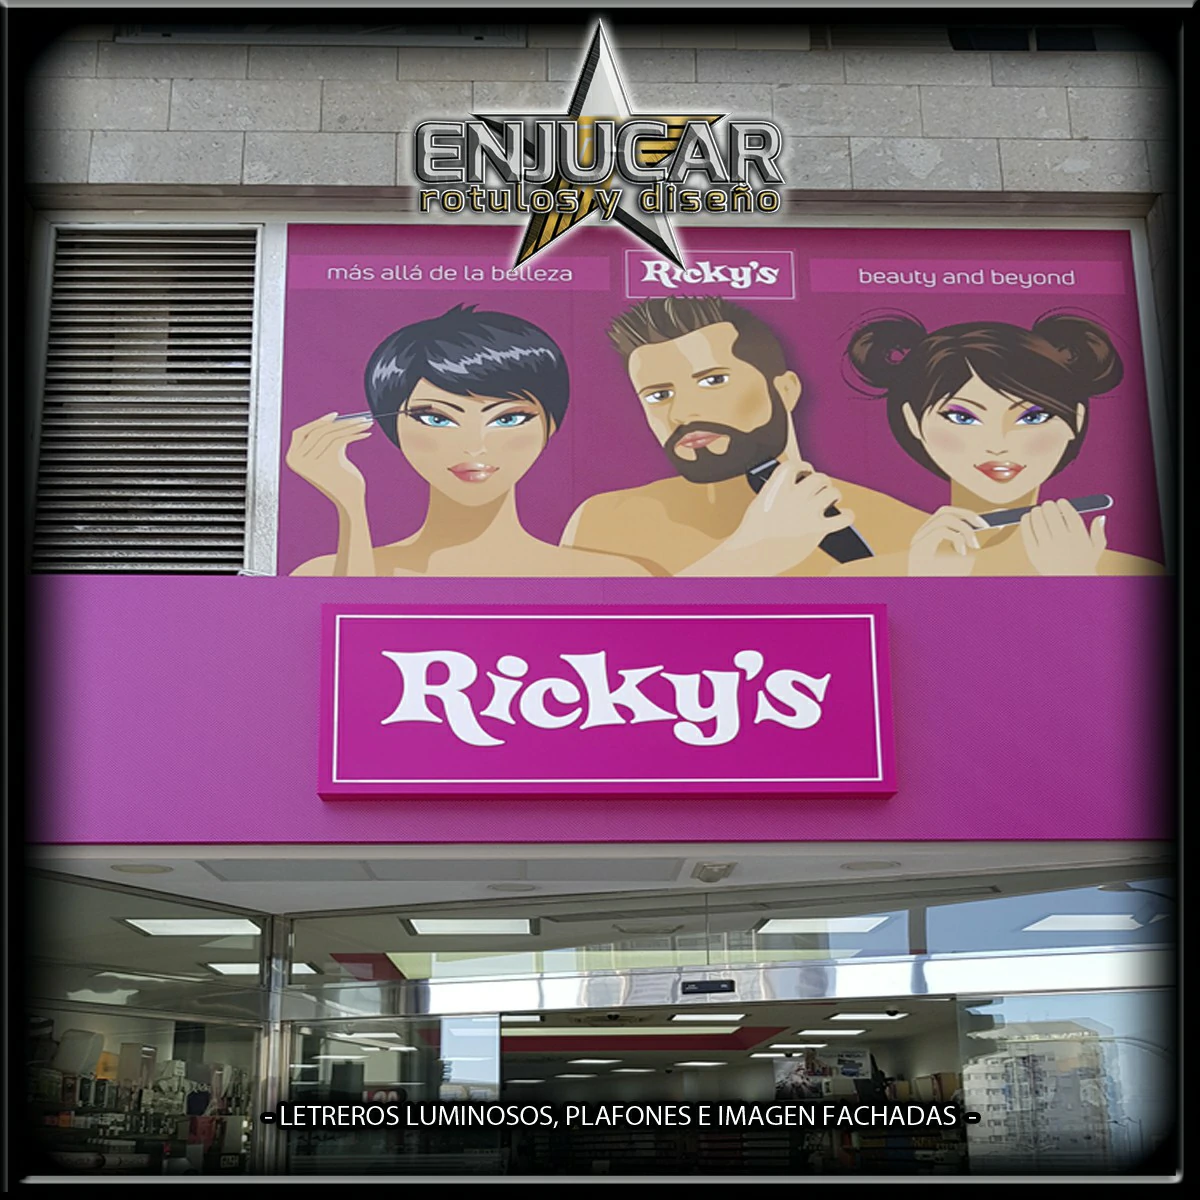 ENJUCAR
rotulos y diseño
más allá de la belleza
Ricky's
beauty and beyond
Ricky's
- LETREROS LUMINOSOS, PLAFONES E IMAGEN FACHADAS -